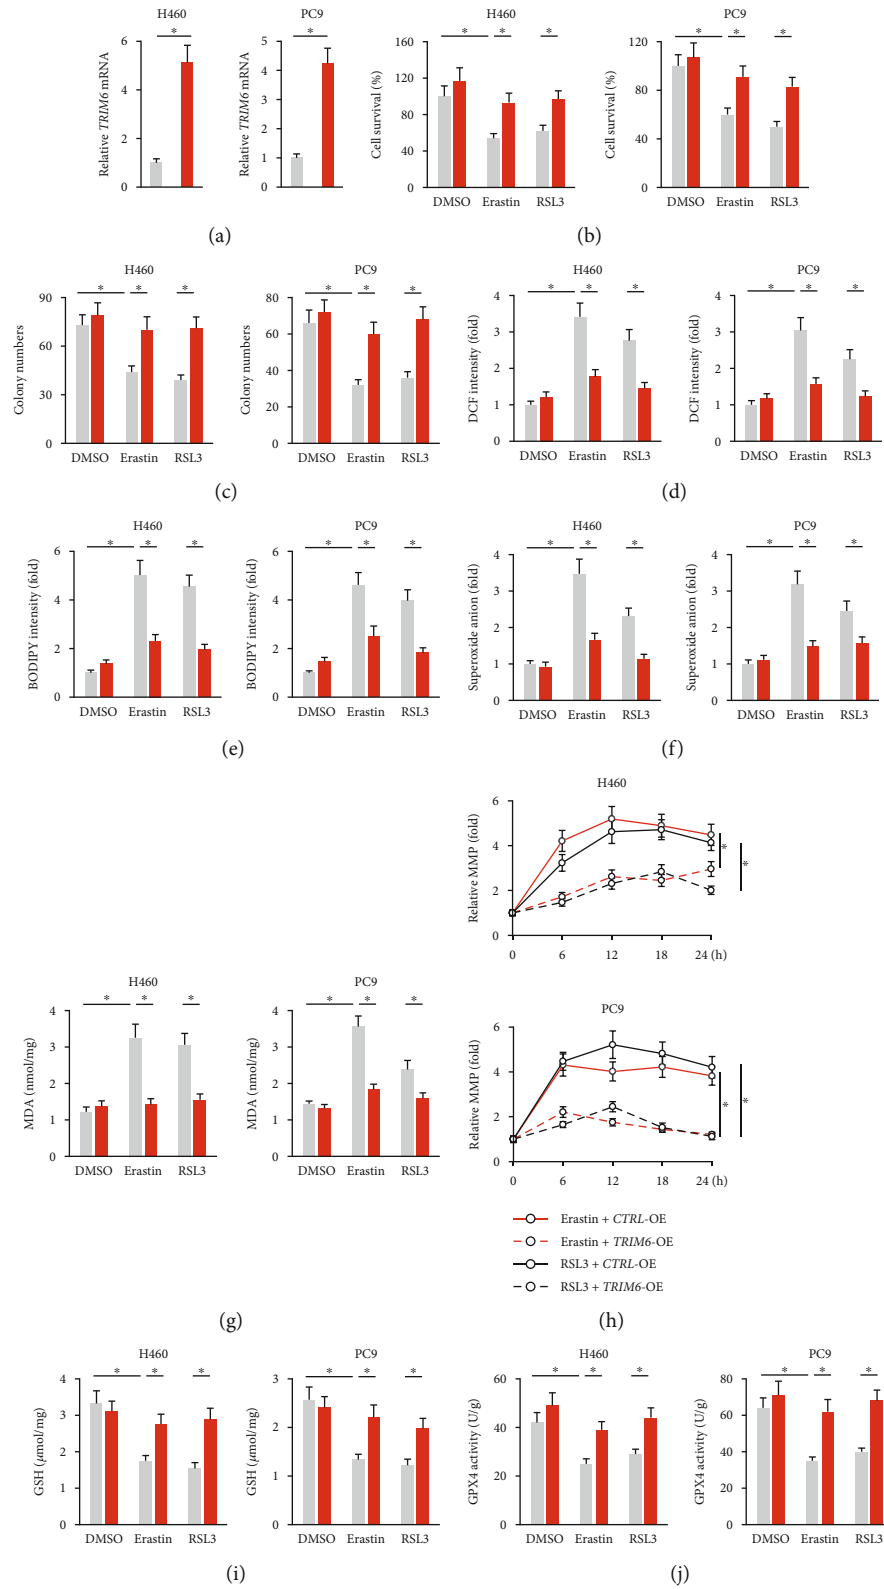 H460
PC9
H460
PC9
Relative TRIM6 mRNA
6
4
2
0
*
Relative TRIM6 mRNA
5
4
3
2
1
0
*
Cell survival (%)
160
120
80
40
0
* * *
DMSO Erastin RSL3
Cell survival (%)
120
80
40
0
* * *
DMSO Erastin RSL3
(a)
(b)
H460
PC9
H460
PC9
Colony numbers
90
60
30
0
* * *
DMSO Erastin RSL3
Colony numbers
80
60
40
20
0
* * *
DMSO Erastin RSL3
DCF intensity (fold)
4
3
2
1
0
* * *
DMSO Erastin RSL3
DCF intensity (fold)
4
3
2
1
0
* * *
DMSO Erastin RSL3
(c)
(d)
H460
PC9
H460
PC9
BODIPY intensity (fold)
6
4
2
0
* * *
DMSO Erastin RSL3
BODIPY intensity (fold)
6
4
2
0
* * *
DMSO Erastin RSL3
Superoxide anion (fold)
4
3
2
1
0
* * *
DMSO Erastin RSL3
Superoxide anion (fold)
4
3
2
1
0
* * *
DMSO Erastin RSL3
(e)
(f)
H460
PC9
MDA (nmol/mg)
4
3
2
1
0
* * *
DMSO Erastin RSL3
MDA (nmol/mg)
4
3
2
1
0
* * *
DMSO Erastin RSL3
H460
Relative MMP (fold)
6
4
2
0
* *
0 6 12 18 24 (h)
PC9
Relative MMP (fold)
6
4
2
0
* *
0 6 12 18 24 (h)
Erastin + CTRL-OE
Erastin + TRIM6-OE
RSL3 + CTRL-OE
RSL3 + TRIM6-OE
(g)
(h)
H460
PC9
H460
PC9
GSH (μmol/mg)
4
3
2
1
0
* * *
DMSO Erastin RSL3
GSH (μmol/mg)
3
2
1
0
* * *
DMSO Erastin RSL3
GPX4 activity (U/g)
60
40
20
0
* * *
DMSO Erastin RSL3
GPX4 activity (U/g)
80
60
40
20
0
* * *
DMSO Erastin RSL3
(i)
(j)